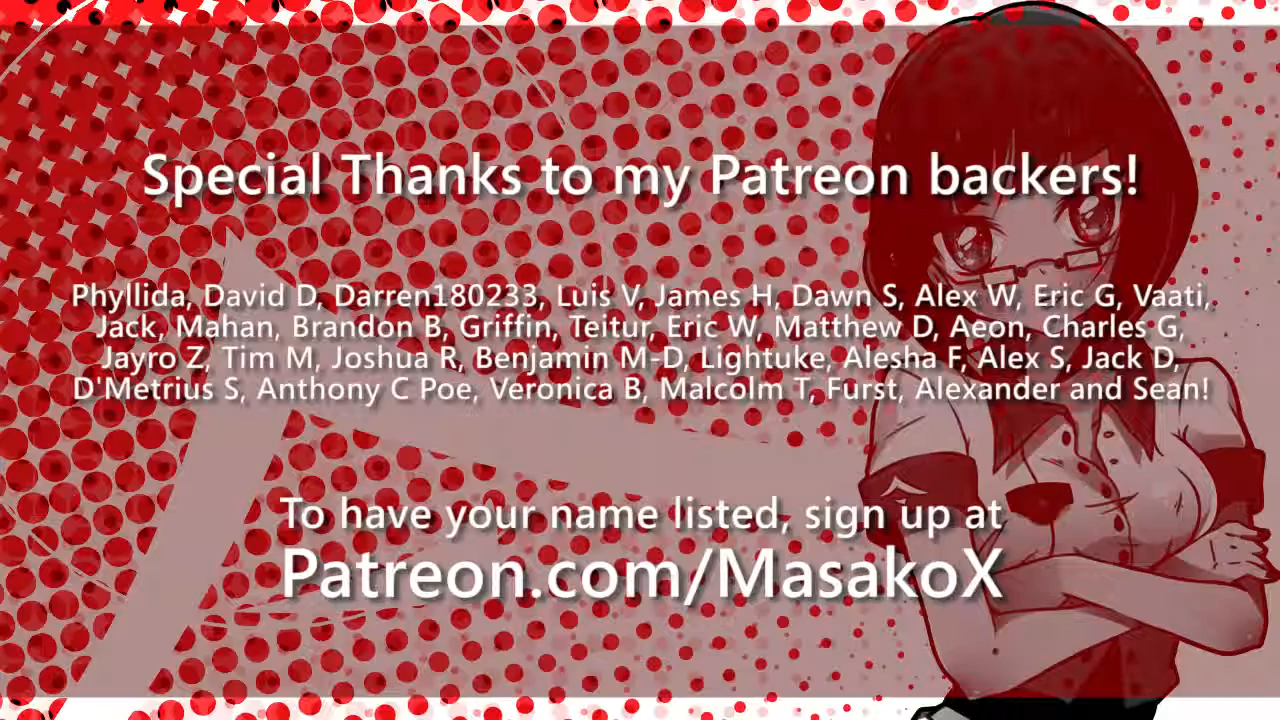 Special Thanks to my Patreon backers!
Phyllida, David D, Darren180233, Luis V, James H, Dawn S, Alex W, Eric G, Vaati,
Jack, Mahan, Brandon B, Griffin, Teitur, Eric W, Matthew D, Aeon, Charles G,
Jayro Z, Tim M, Joshua R, Benjamin M-D, Lightuke, Alesha F, Alex S, Jack D,
D'Metrius S, Anthony C Poe, Veronica B, Malcolm T, Furst, Alexander and Sean!
To have your name listed, sign up at
Patreon.com/MasakoX